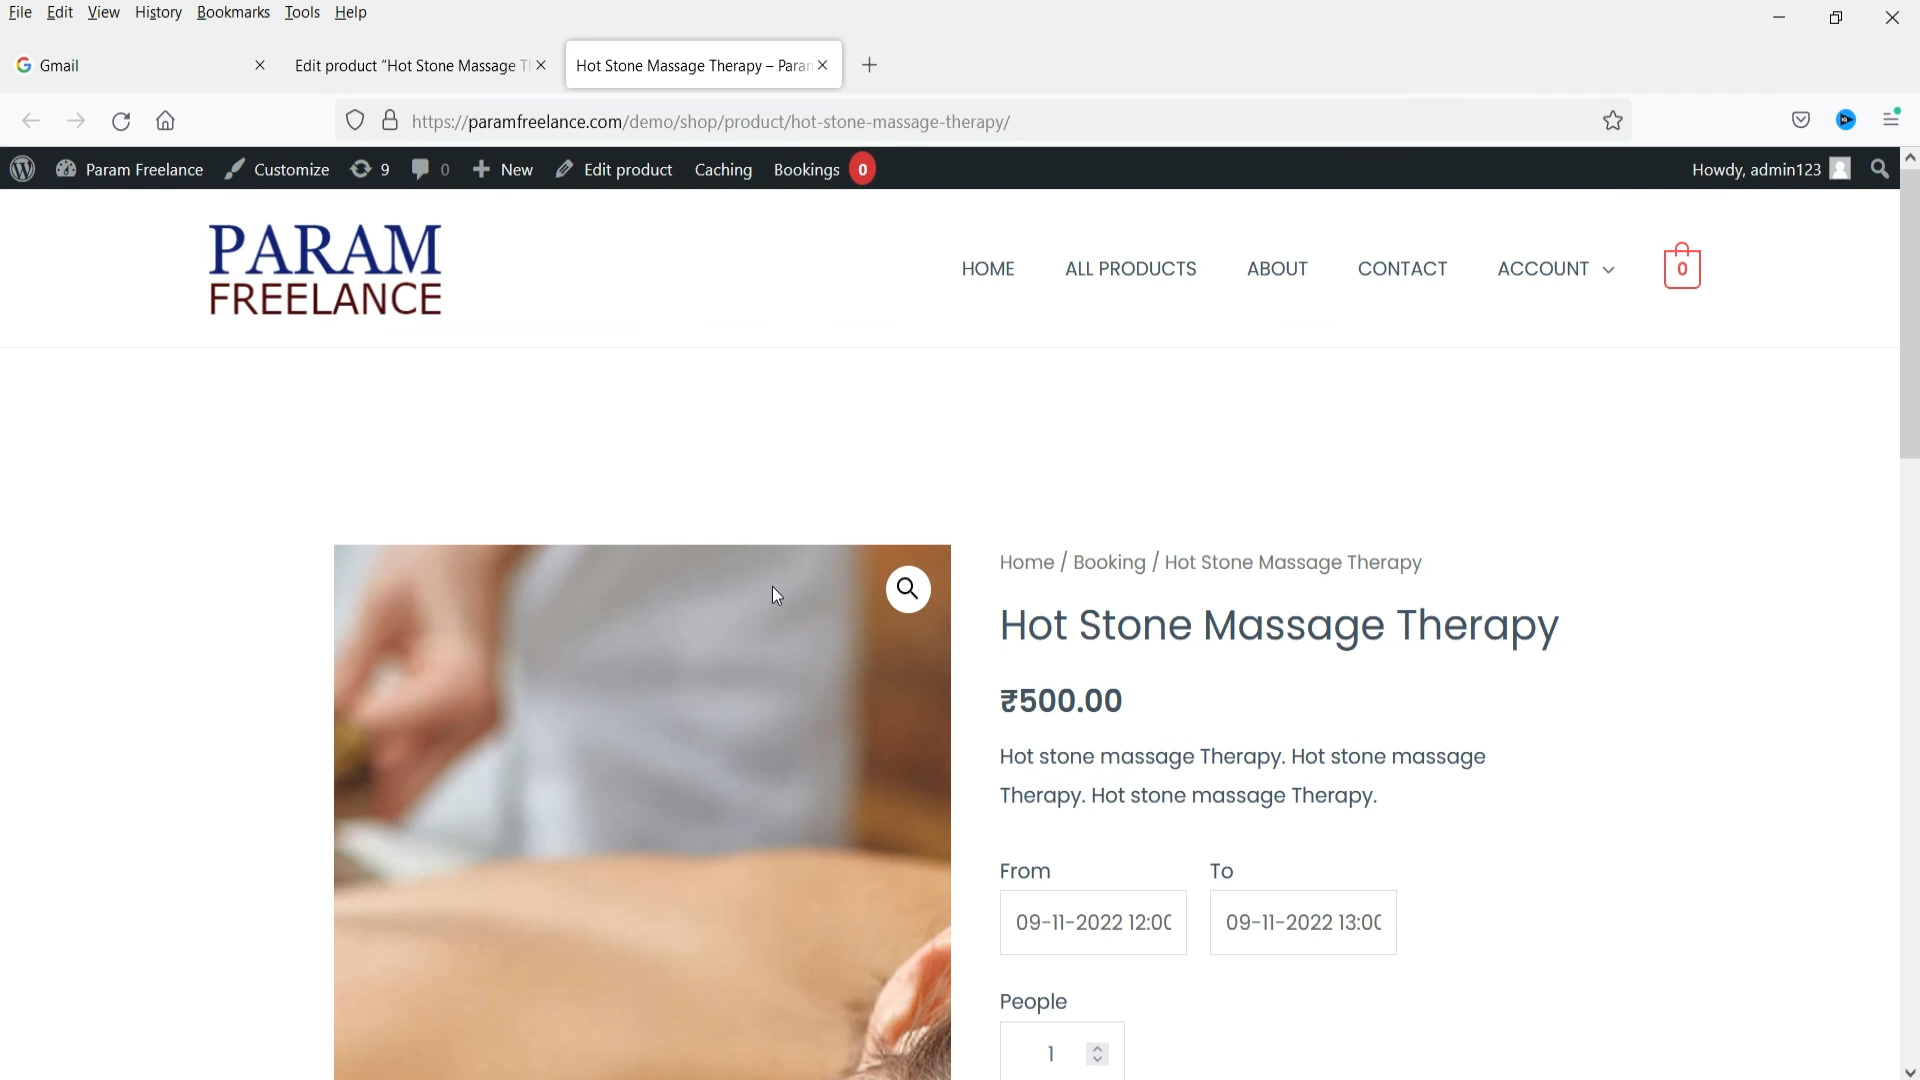 File Edit View History Bookmarks Tools Help
Gmail
Edit product "Hot Stone Massage T
Hot Stone Massage Therapy – Param
https://paramfreelance.com/demo/shop/product/hot-stone-massage-therapy/
Param Freelance Customize 9 0 New Edit product Caching Bookings 0 Howdy, admin123
PARAM
FREELANCE
HOME ALL PRODUCTS ABOUT CONTACT ACCOUNT 0
Home / Booking / Hot Stone Massage Therapy
Hot Stone Massage Therapy
₹500.00
Hot stone massage Therapy. Hot stone massage
Therapy. Hot stone massage Therapy.
From To
09-11-2022 12:00 09-11-2022 13:00
People
1